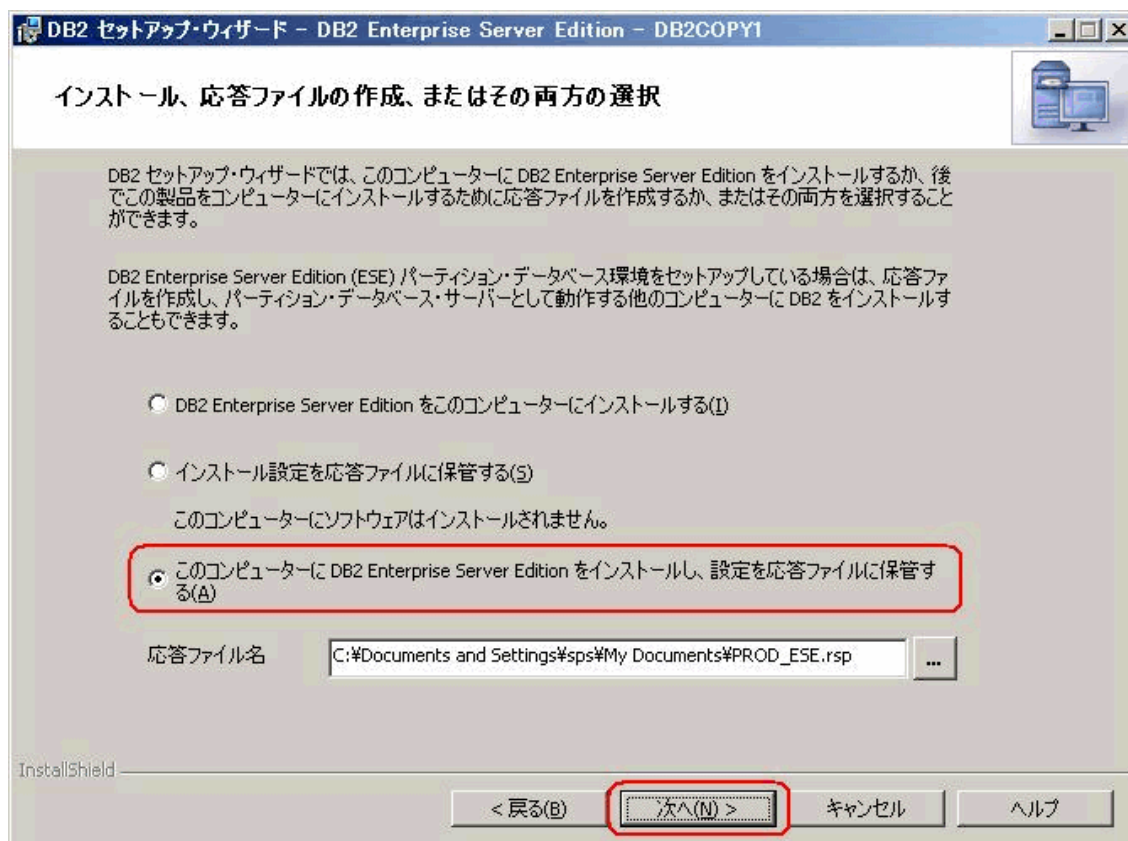 DB2 セットアップ・ウィザード - DB2 Enterprise Server Edition - DB2COPY1
インストール、応答ファイルの作成、またはその両方の選択
DB2 セットアップ・ウィザードでは、このコンピューターに DB2 Enterprise Server Edition をインストールするか、後
でこの製品をコンピューターにインストールするために応答ファイルを作成するか、またはその両方を選択すること
ができます。
DB2 Enterprise Server Edition (ESE) パーティション・データベース環境をセットアップしている場合は、応答ファ
イルを作成し、パーティション・データベース・サーバーとして動作する他のコンピューターに DB2 をインストールす
ることもできます。
DB2 Enterprise Server Edition をこのコンピューターにインストールする(I)
インストール設定を応答ファイルに保管する(S)
このコンピューターにソフトウェアはインストールされません。
このコンピューターに DB2 Enterprise Server Edition をインストールし、設定を応答ファイルに保管す
る(A)
応答ファイル名
C:¥Documents and Settings¥sps¥My Documents¥PROD_ESE.rsp
...
InstallShield
< 戻る(B)
次へ(N) >
キャンセル
ヘルプ